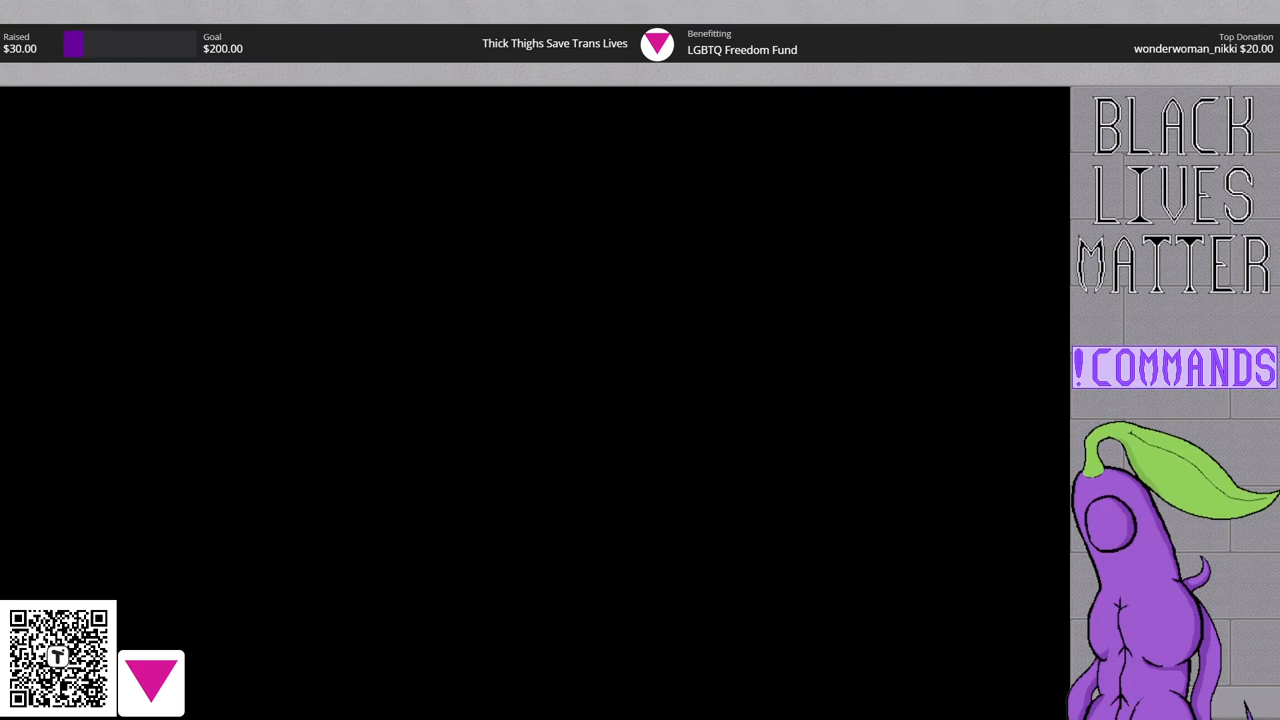 Raised
$30.00
Goal
$200.00
Thick Thighs Save Trans Lives
Benefitting
LGBTQ Freedom Fund
Top Donation
wonderwoman_nikki $20.00
BLACK
LIVES
MATTER
!COMMANDS
T